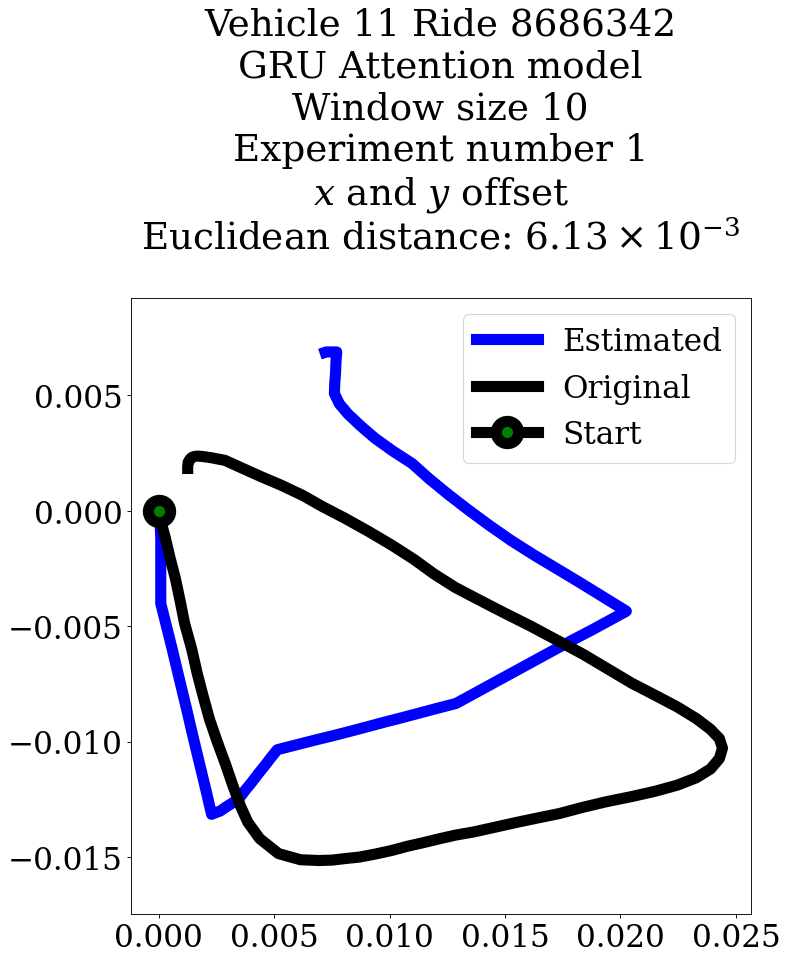 Vehicle 11 Ride 8686342
GRU Attention model
Window size 10
Experiment number 1
x and y offset
Euclidean distance: 6.13 × 10⁻³
Estimated
Original
Start
0.005
0.000
−0.005
−0.010
−0.015
0.000 0.005 0.010 0.015 0.020 0.025